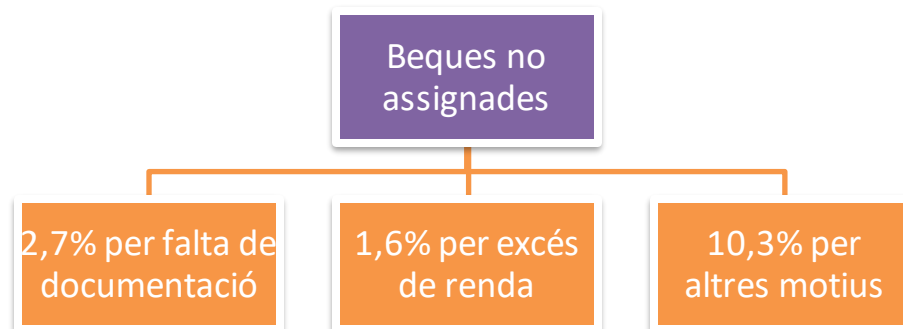 Beques no
assignades
2,7% per falta de
documentació
1,6% per excés
de renda
10,3% per
altres motius